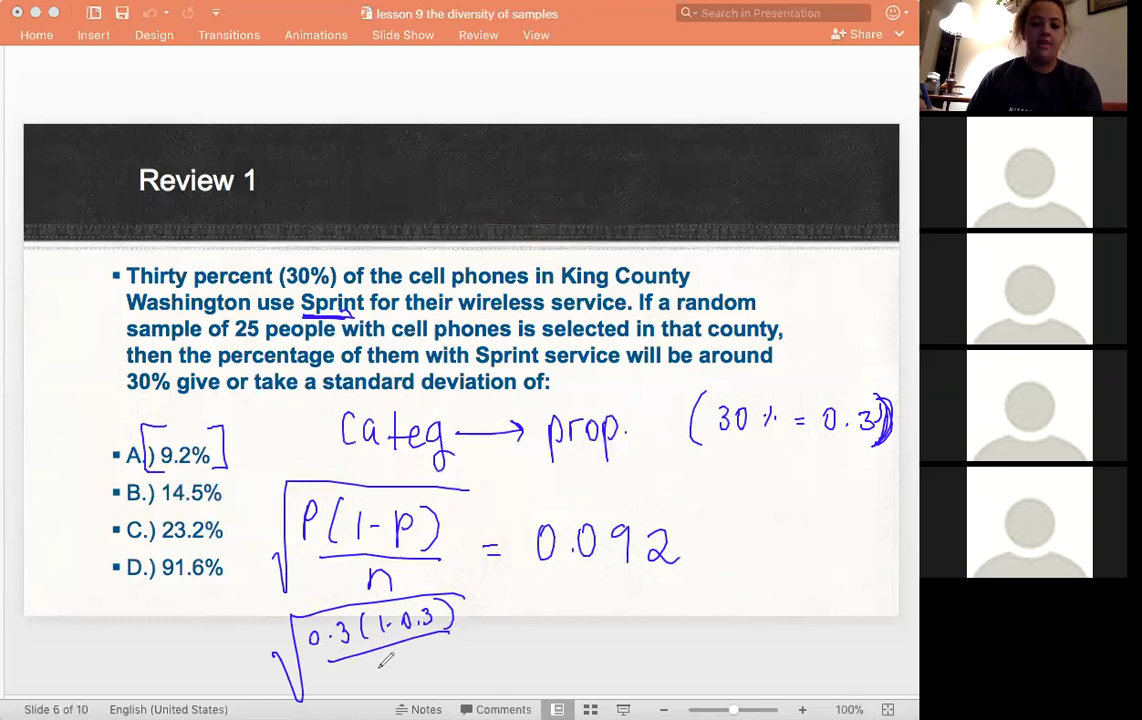 lesson 9 the diversity of samples
Search in Presentation
Home Insert Design Transitions Animations Slide Show Review View
Share
Review 1
Thirty percent (30%) of the cell phones in King County
Washington use Sprint for their wireless service. If a random
sample of 25 people with cell phones is selected in that county,
then the percentage of them with Sprint service will be around
30% give or take a standard deviation of:
categ → prop. (30% = 0.3)
A.) 9.2%
B.) 14.5%
C.) 23.2%
D.) 91.6%
√(P(1-P)/n) = 0.092
√(0.3(1-0.3)
Slide 6 of 10 English (United States) Notes Comments 100%